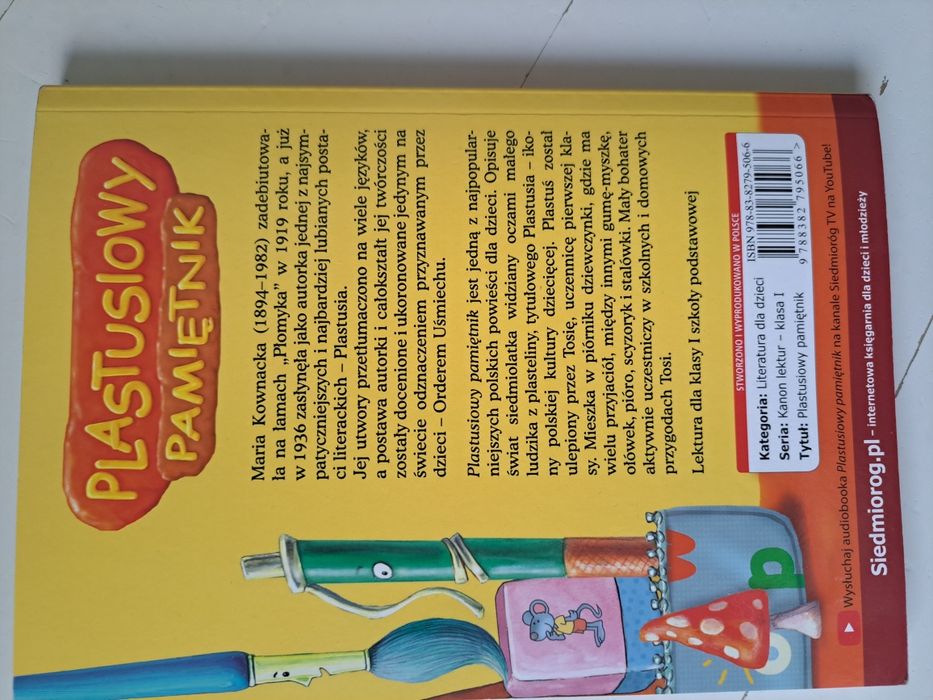 PLASTUSIOWY
PAMIĘTNIK
Maria Kownacka (1894–1982) zadebiutowa-
ła na łamach „Płomyka” w 1919 roku, a już
w 1936 zasłynęła jako autorka jednej z najsym-
patyczniejszych i najbardziej lubianych posta-
ci literackich – Plastusia.
Jej utwory przetłumaczono na wiele języków,
a postawa autorki i całokształt jej twórczości
zostały docenione i ukoronowane jedynym na
świecie odznaczeniem przyznawanym przez
dzieci – Orderem Uśmiechu.
Plastusiowy pamiętnik jest jedną z najpopular-
niejszych polskich powieści dla dzieci. Opisuje
świat siedmiolatka widziany oczami małego
ludzika z plasteliny, tytułowego Plastusia – iko-
ny polskiej kultury dziecięcej. Plastuś został
ulepiony przez Tosię, uczennicę pierwszej kla-
sy. Mieszka w piórniku dziewczynki, gdzie ma
wielu przyjaciół, między innymi gumę-myszkę,
ołówek, pióro, scyzoryk i stalówki. Mały bohater
aktywnie uczestniczy w szkolnych i domowych
przygodach Tosi.
Lektura dla klasy I szkoły podstawowej
STWORZONO I WYPRODUKOWANO W POLSCE
Kategoria: Literatura dla dzieci
Seria: Kanon lektur – klasa I
Tytuł: Plastusiowy pamiętnik
ISBN 978-83-8279-506-6
9 788382 795066 >
Wysłuchaj audiobooka Plastusiowy pamiętnik na kanale Siedmioróg TV na YouTube!
Siedmiorog.pl – internetowa księgarnia dla dzieci i młodzieży